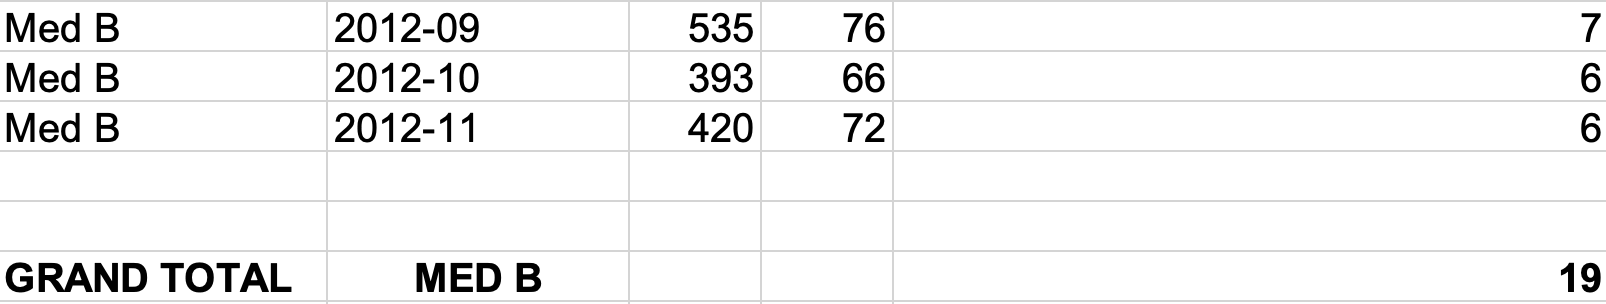 Med B 2012-09 535 76 7
Med B 2012-10 393 66 6
Med B 2012-11 420 72 6
GRAND TOTAL MED B 19